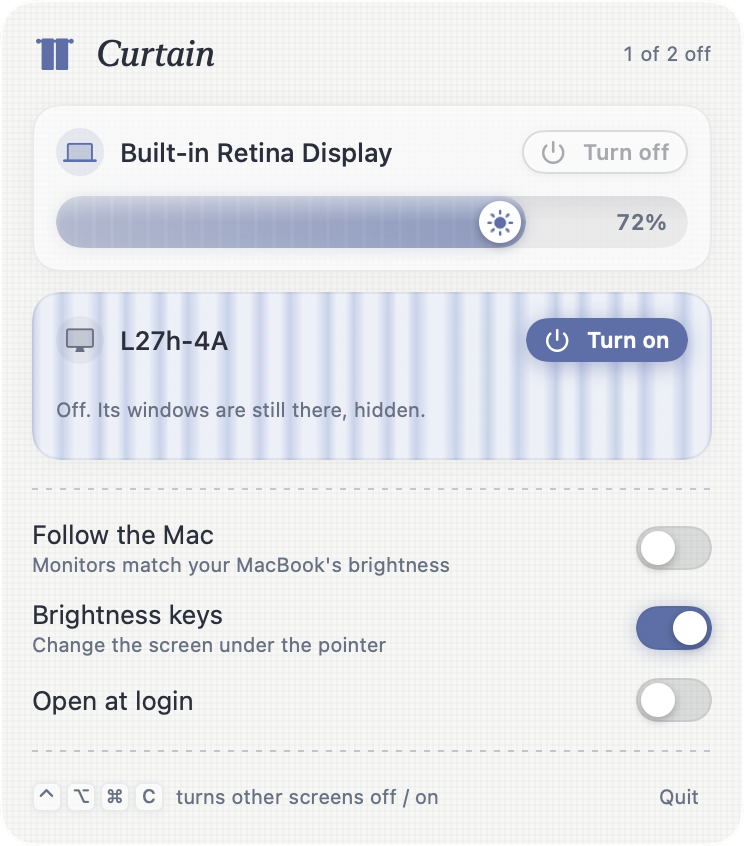 Curtain
1 of 2 off
Built-in Retina Display
Turn off
72%
L27h-4A
Turn on
Off. Its windows are still there, hidden.
Follow the Mac
Monitors match your MacBook's brightness
Brightness keys
Change the screen under the pointer
Open at login
⌃ ⌥ ⌘ C turns other screens off / on
Quit